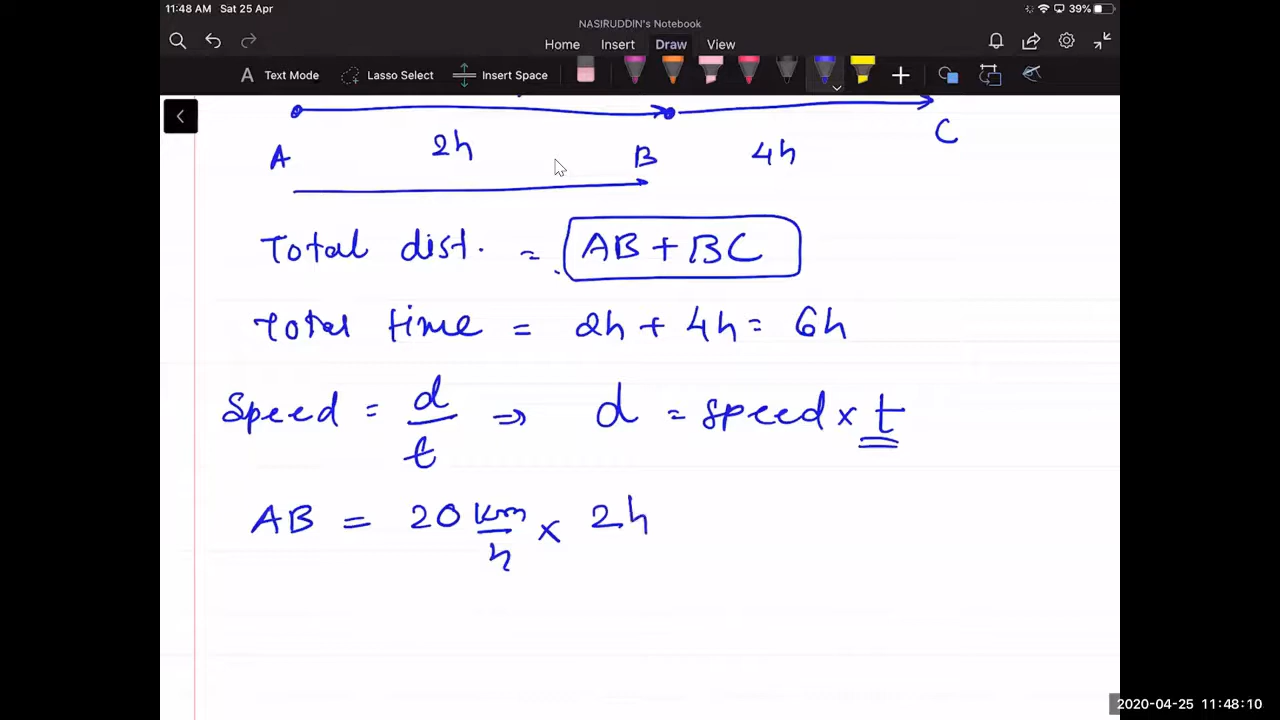 11:48 AM Sat 25 Apr
39%
NASIRUDDIN's Notebook
Home Insert Draw View
A Text Mode Lasso Select Insert Space
A 2h B 4h C
Total dist. = AB + BC
Total time = 2h + 4h = 6h
Speed = d/t ⇒ d = speed × t
AB = 20 km/h × 2h
2020-04-25 11:48:10